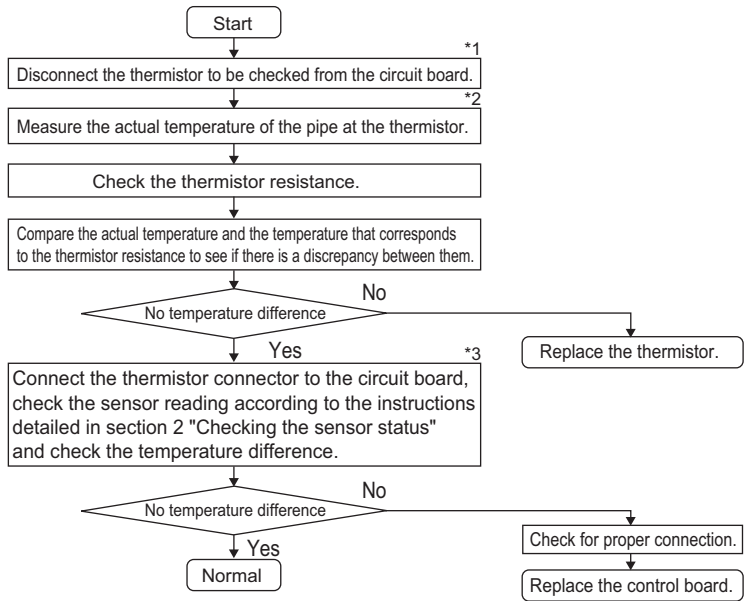 Start
*1
Disconnect the thermistor to be checked from the circuit board.
*2
Measure the actual temperature of the pipe at the thermistor.
Check the thermistor resistance.
Compare the actual temperature and the temperature that corresponds
to the thermistor resistance to see if there is a discrepancy between them.
No temperature difference
No
Replace the thermistor.
Yes
*3
Connect the thermistor connector to the circuit board,
check the sensor reading according to the instructions
detailed in section 2 "Checking the sensor status"
and check the temperature difference.
No temperature difference
No
Check for proper connection.
Replace the control board.
Yes
Normal